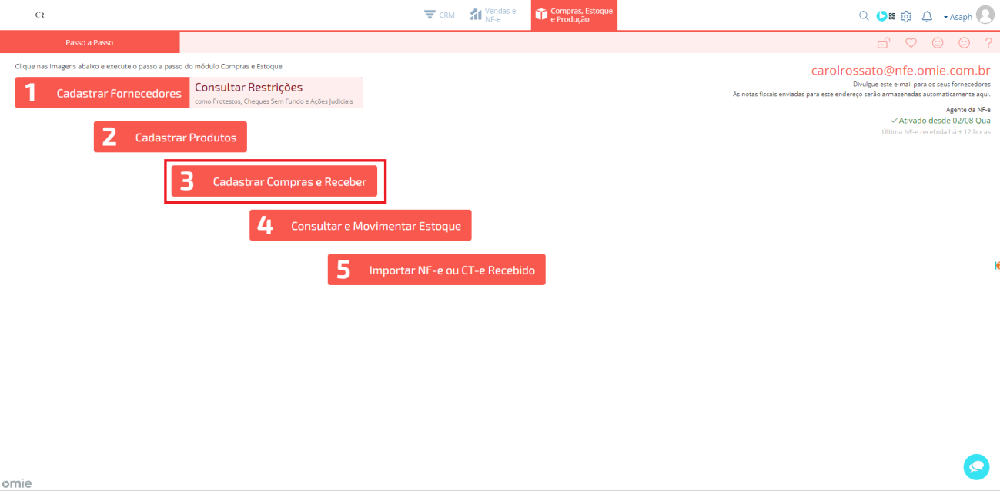 CR
CRM
Vendas e
NF-e
Compras, Estoque
e Produção
Asaph
Passo a Passo
?
Clique nas imagens abaixo e execute o passo a passo do módulo Compras e Estoque
1 Cadastrar Fornecedores
Consultar Restrições
como Protestos, Cheques Sem Fundo e Ações Judiciais
2 Cadastrar Produtos
3 Cadastrar Compras e Receber
4 Consultar e Movimentar Estoque
5 Importar NF-e ou CT-e Recebido
carolrossato@nfe.omie.com.br
Divulgue este e-mail para os seus fornecedores
As notas fiscais enviadas para este endereço serão armazenadas automaticamente aqui.
Agente da NF-e
Ativado desde 02/08 Qua
Última NF-e recebida há ± 12 horas
omie